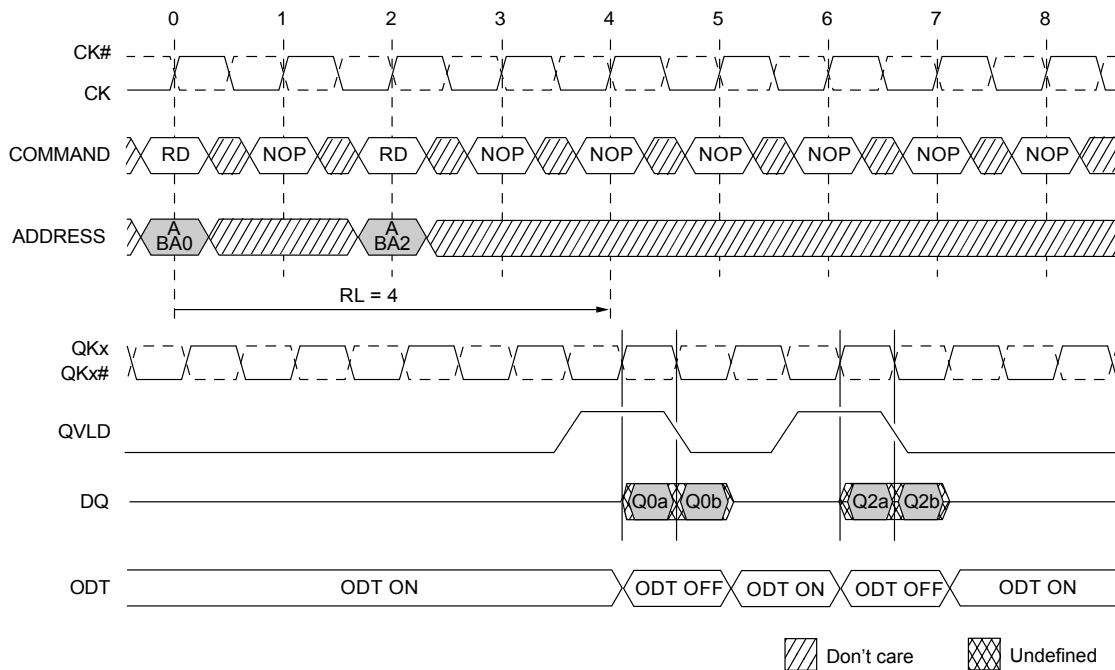 0 1 2 3 4 5 6 7 8
CK#
CK
COMMAND RD NOP RD NOP NOP NOP NOP NOP NOP
ADDRESS A BA0 A BA2
RL = 4
QKx
QKx#
QVLD
DQ Q0a Q0b Q2a Q2b
ODT ODT ON ODT OFF ODT ON ODT OFF ODT ON
Don't care Undefined